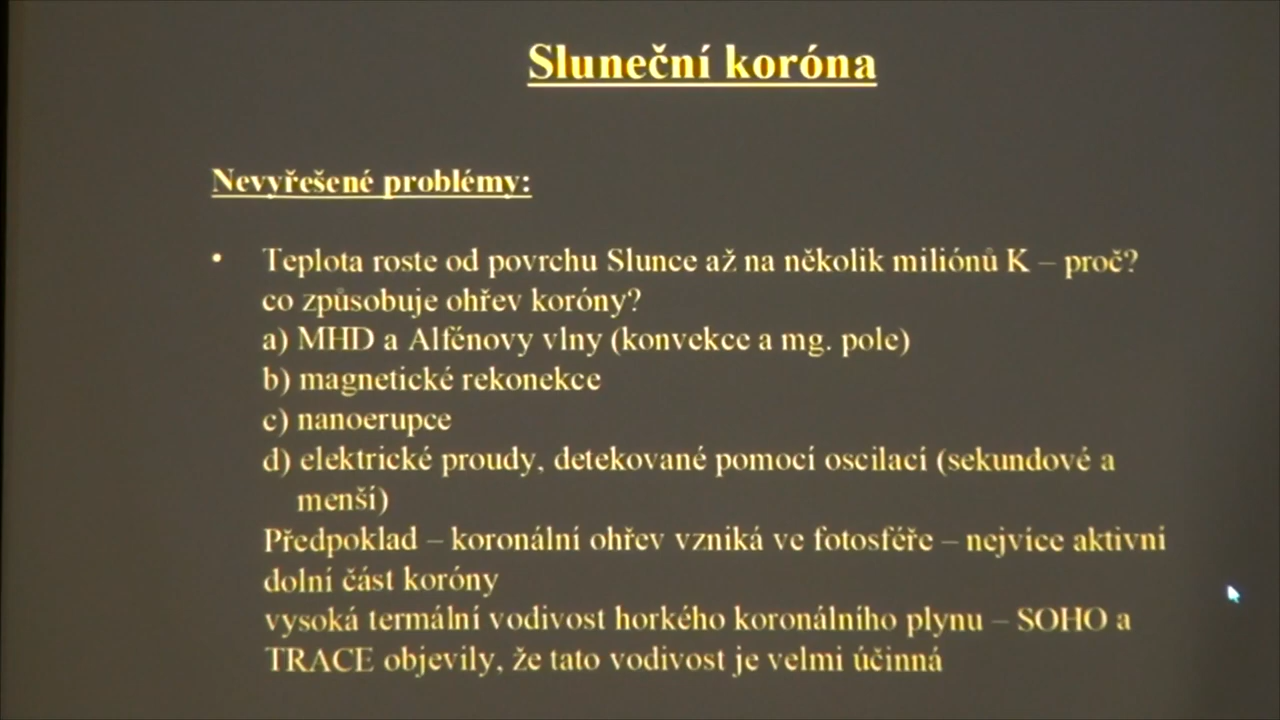 Sluneční koróna
Nevyřešené problémy:
• Teplota roste od povrchu Slunce až na několik miliónů K – proč?
co způsobuje ohřev koróny?
a) MHD a Alfénovy vlny (konvekce a mg. pole)
b) magnetické rekonekce
c) nanoerupce
d) elektrické proudy, detekované pomocí oscilací (sekundové a
menší)
Předpoklad – koronální ohřev vzniká ve fotosféře – nejvíce aktivní
dolní část koróny
vysoká termální vodivost horkého koronálního plynu – SOHO a
TRACE objevily, že tato vodivost je velmi účinná